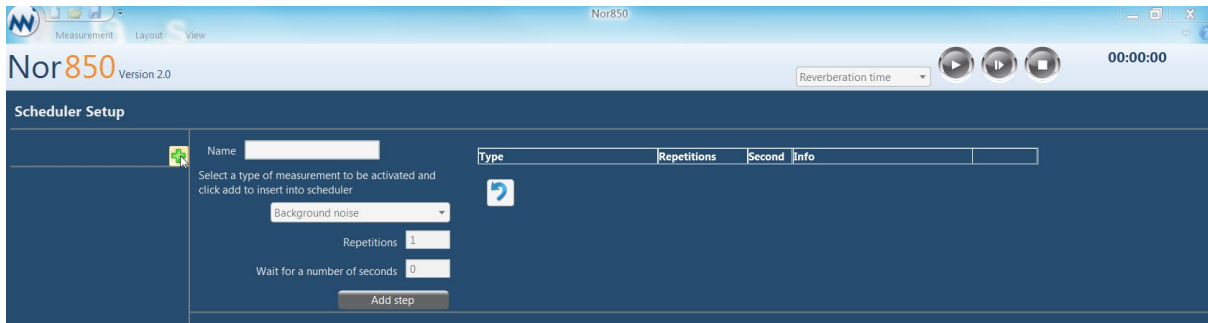 Nor850
Measurement Layout View
Nor850 Version 2.0
Reverberation time
00:00:00
Scheduler Setup
Name
Select a type of measurement to be activated and
click add to insert into scheduler
Background noise
Repetitions 1
Wait for a number of seconds 0
Add step
Type Repetitions Second Info